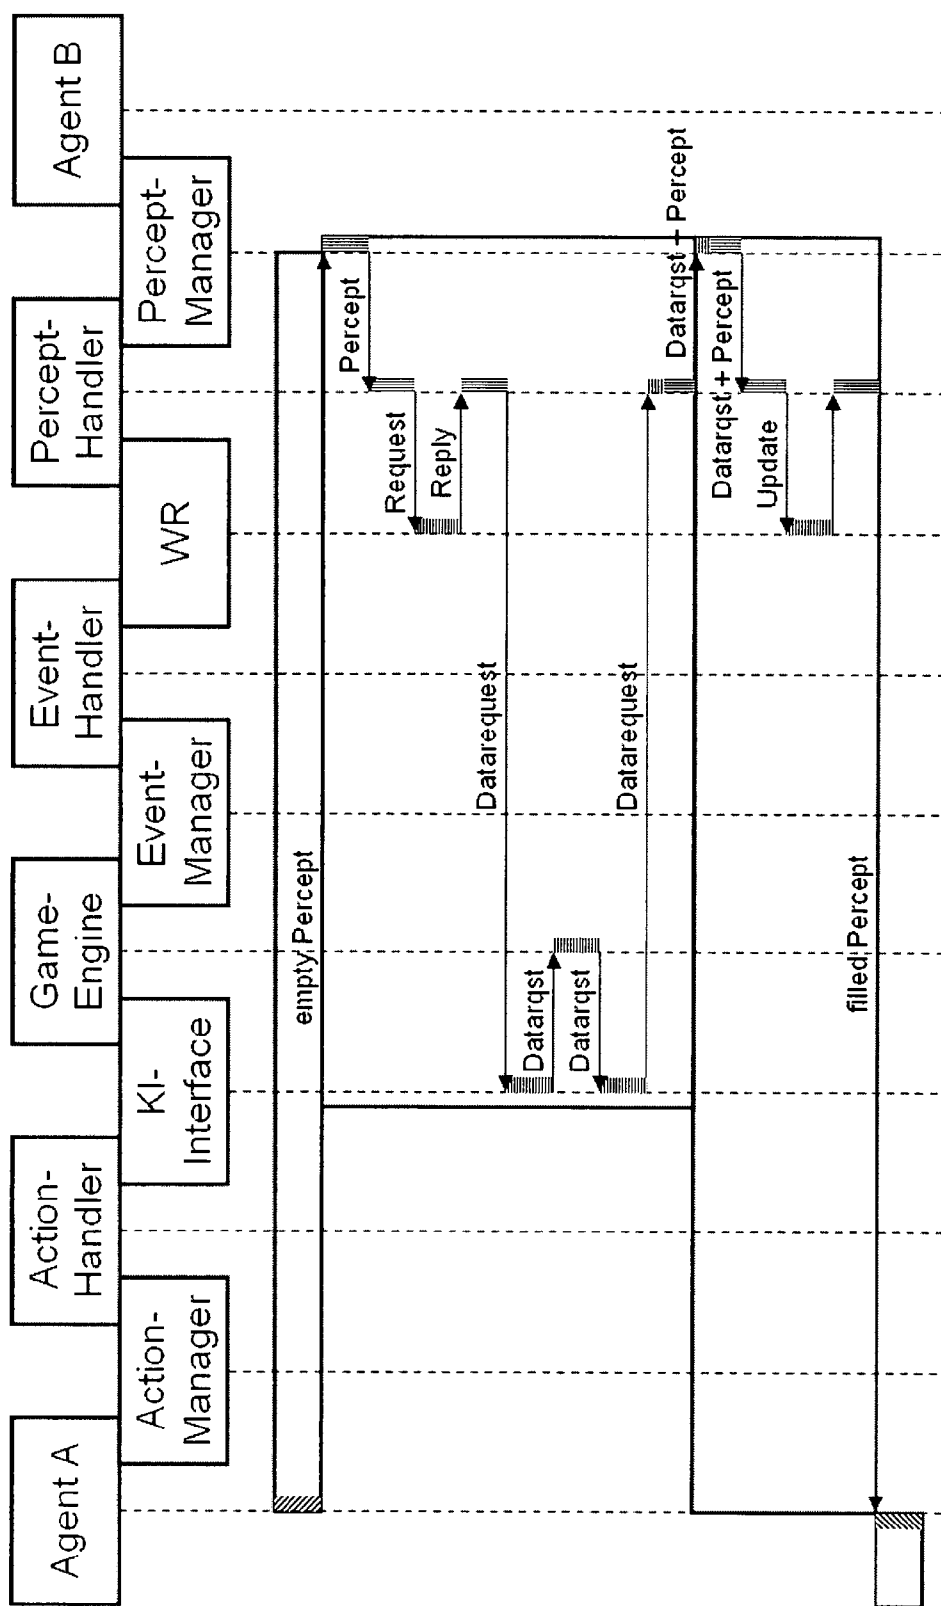 Agent A
Action-
Manager
Action-
Handler
KI-
Interface
Game-
Engine
Event-
Manager
Event-
Handler
WR
Percept-
Handler
Percept-
Manager
Agent B
empty Percept
Percept
Request
Reply
Datarequest
Datarqst
Datarqst
Datarequest
Datarqst + Percept
Datarqst + Percept
Update
filled Percept